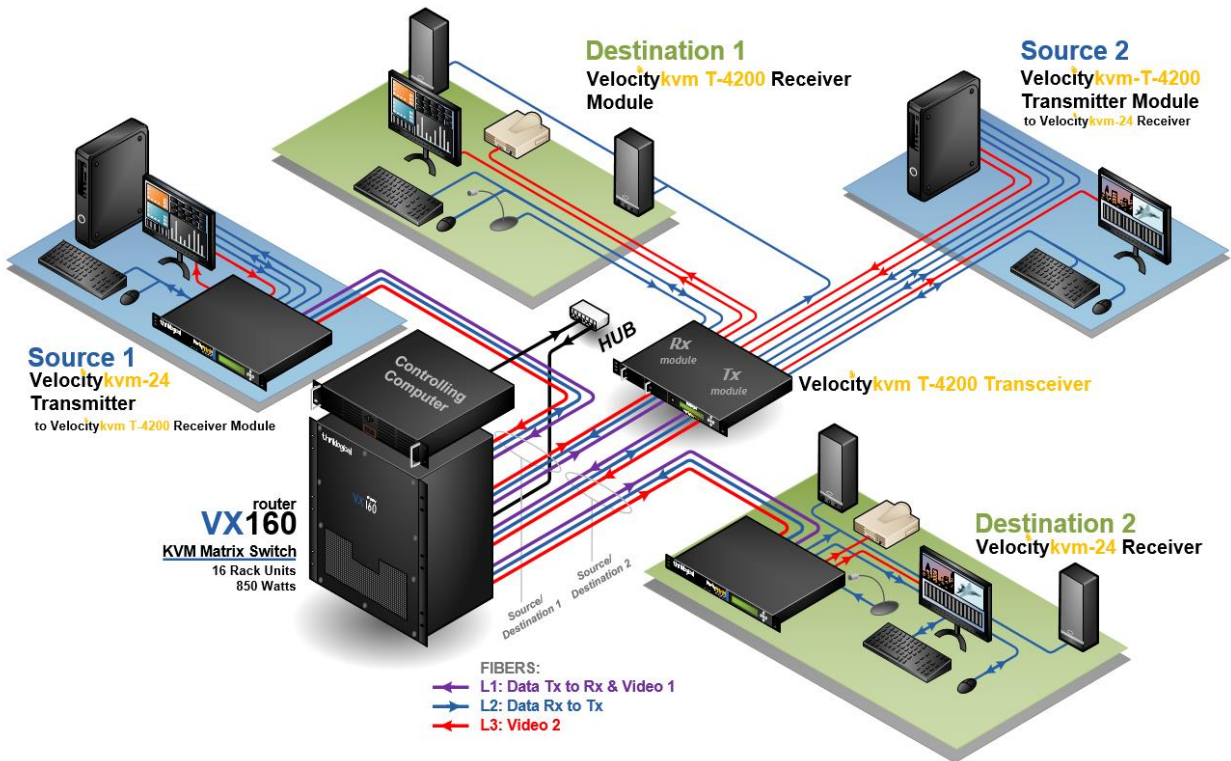 Destination 1
Velocitykvm T-4200 Receiver
Module
Source 2
Velocitykvm-T-4200
Transmitter Module
to Velocitykvm-24 Receiver
Source 1
Velocitykvm-24
Transmitter
to Velocitykvm T-4200 Receiver Module
HUB
Controlling
Computer
Rx
module
Tx
module
Velocitykvm T-4200 Transceiver
thinklogical
VX160
router
VX160
KVM Matrix Switch
16 Rack Units
850 Watts
Source/
Destination 1
Source/
Destination 2
Destination 2
Velocitykvm-24 Receiver
FIBERS:
L1: Data Tx to Rx & Video 1
L2: Data Rx to Tx
L3: Video 2